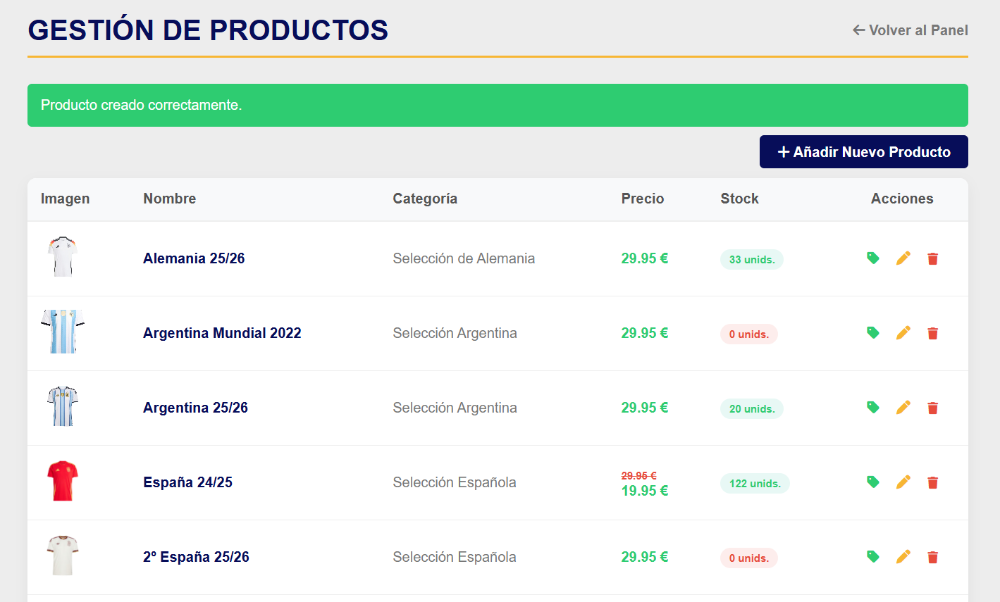 GESTIÓN DE PRODUCTOS
Volver al Panel
Producto creado correctamente.
Añadir Nuevo Producto
Imagen Nombre Categoría Precio Stock Acciones
Alemania 25/26 Selección de Alemania 29.95 € 33 unids.
Argentina Mundial 2022 Selección Argentina 29.95 € 0 unids.
Argentina 25/26 Selección Argentina 29.95 € 20 unids.
29.95 €
España 24/25 Selección Española 19.95 € 122 unids.
2º España 25/26 Selección Española 29.95 € 0 unids.